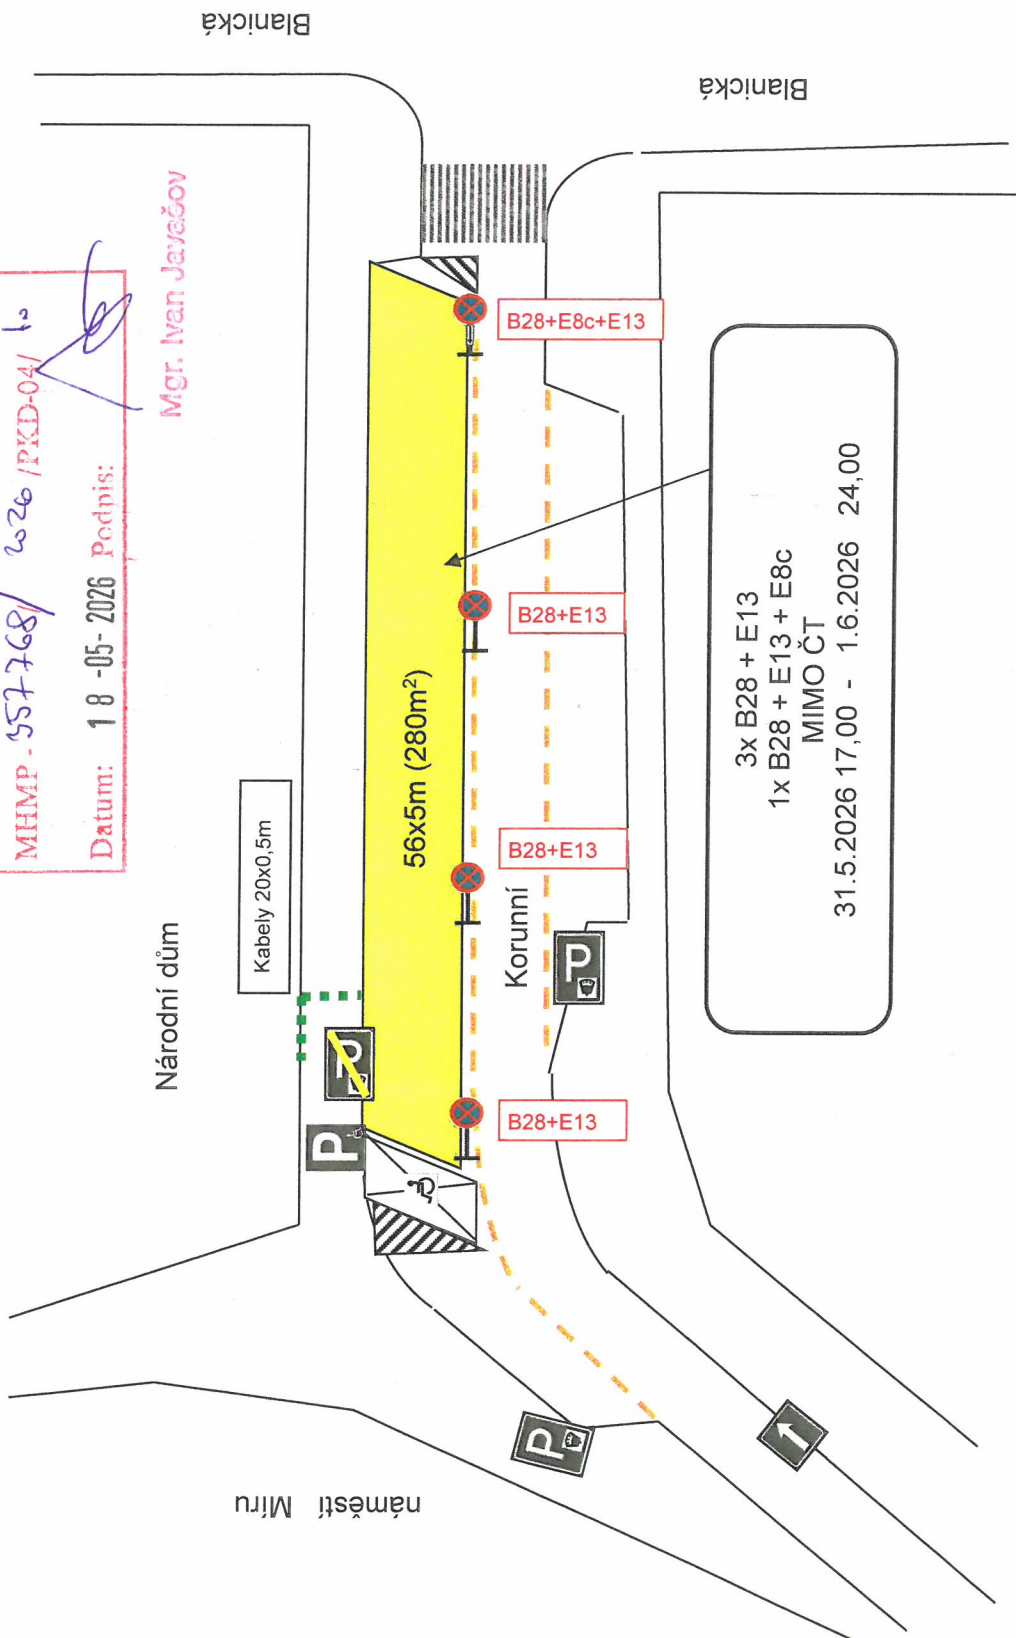 Blanická
Blanická
MHMP - 557768/ 2026 /PKD-04/ Jo
Datum: 18 -05- 2026 Podpis:
Mgr. Ivan Javašov
Národní dům
Kabely 20x0,5m
56x5m (280m²)
B28+E8c+E13
B28+E13
B28+E13
B28+E13
Korunní
P
P
P
P
3x B28 + E13
1x B28 + E13 + E8c
MIMO ČT
31.5.2026 17,00 - 1.6.2026 24,00
náměstí Míru